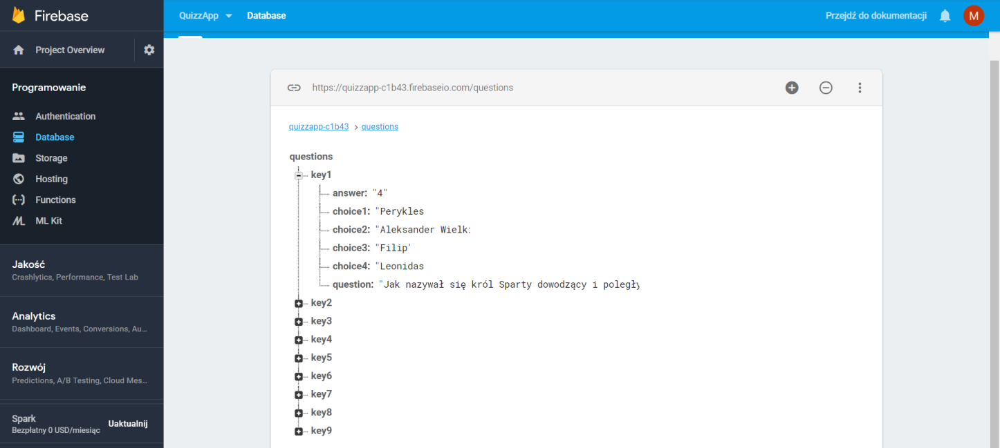 Firebase
QuizzApp
Database
Przejdź do dokumentacji
M
Project Overview
Programowanie
Authentication
Database
Storage
Hosting
Functions
ML Kit
Jakość
Crashlytics, Performance, Test Lab
Analytics
Dashboard, Events, Conversions, Au...
Rozwój
Predictions, A/B Testing, Cloud Mes...
Spark
Bezpłatny 0 USD/miesiąc
Uaktualnij
https://quizzapp-c1b43.firebaseio.com/questions
quizzapp-c1b43 > questions
questions
key1
answer: "4"
choice1: "Perykles
choice2: "Aleksander Wielk:
choice3: "Filip'
choice4: "Leonidas
question: "Jak nazywał się król Sparty dowodzący i poległy
key2
key3
key4
key5
key6
key7
key8
key9